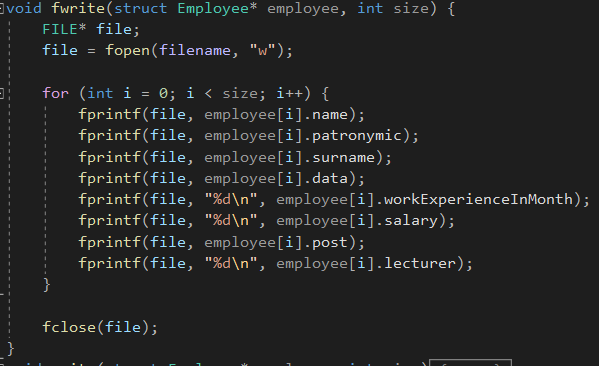 void fwrite(struct Employee* employee, int size) {
    FILE* file;
    file = fopen(filename, "w");

    for (int i = 0; i < size; i++) {
        fprintf(file, employee[i].name);
        fprintf(file, employee[i].patronymic);
        fprintf(file, employee[i].surname);
        fprintf(file, employee[i].data);
        fprintf(file, "%d\n", employee[i].workExperienceInMonth);
        fprintf(file, "%d\n", employee[i].salary);
        fprintf(file, employee[i].post);
        fprintf(file, "%d\n", employee[i].lecturer);
    }

    fclose(file);
}